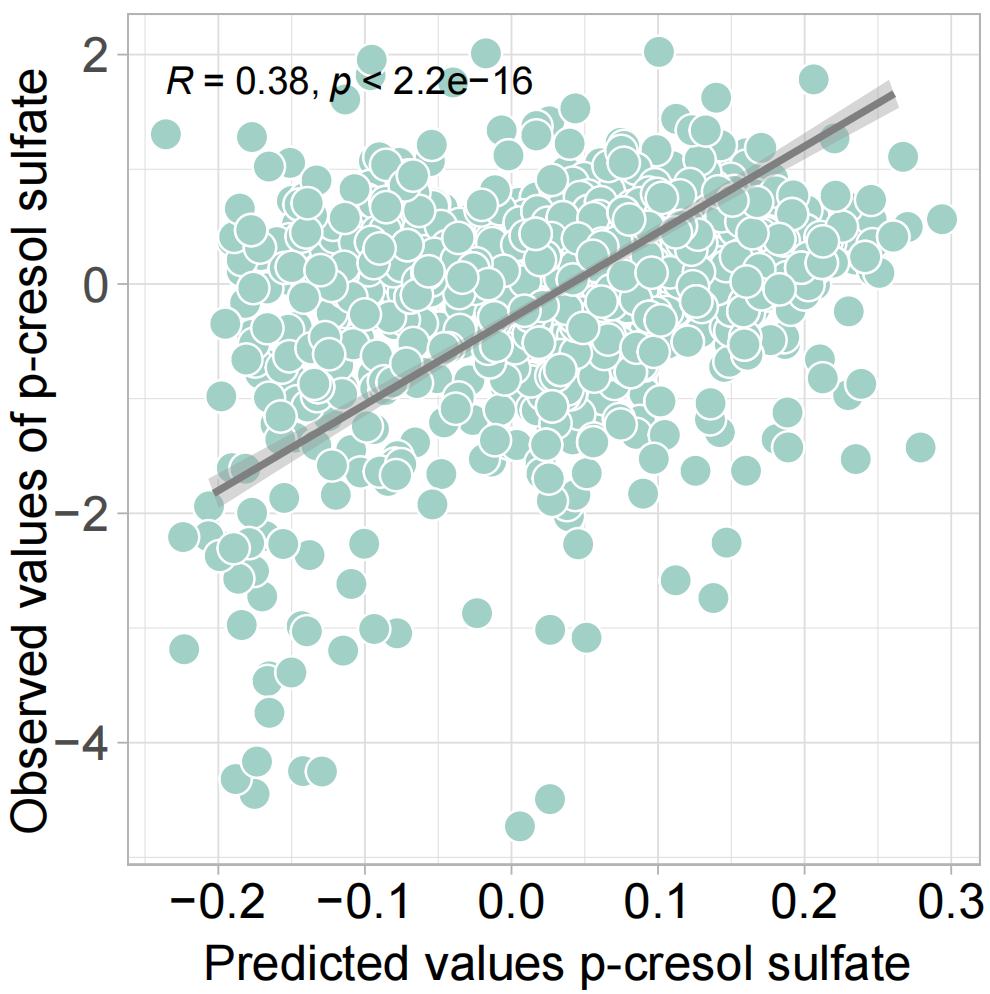 R = 0.38, p < 2.2e−16
Observed values of p-cresol sulfate
2
0
−2
−4
−0.2 −0.1 0.0 0.1 0.2 0.3
Predicted values p-cresol sulfate